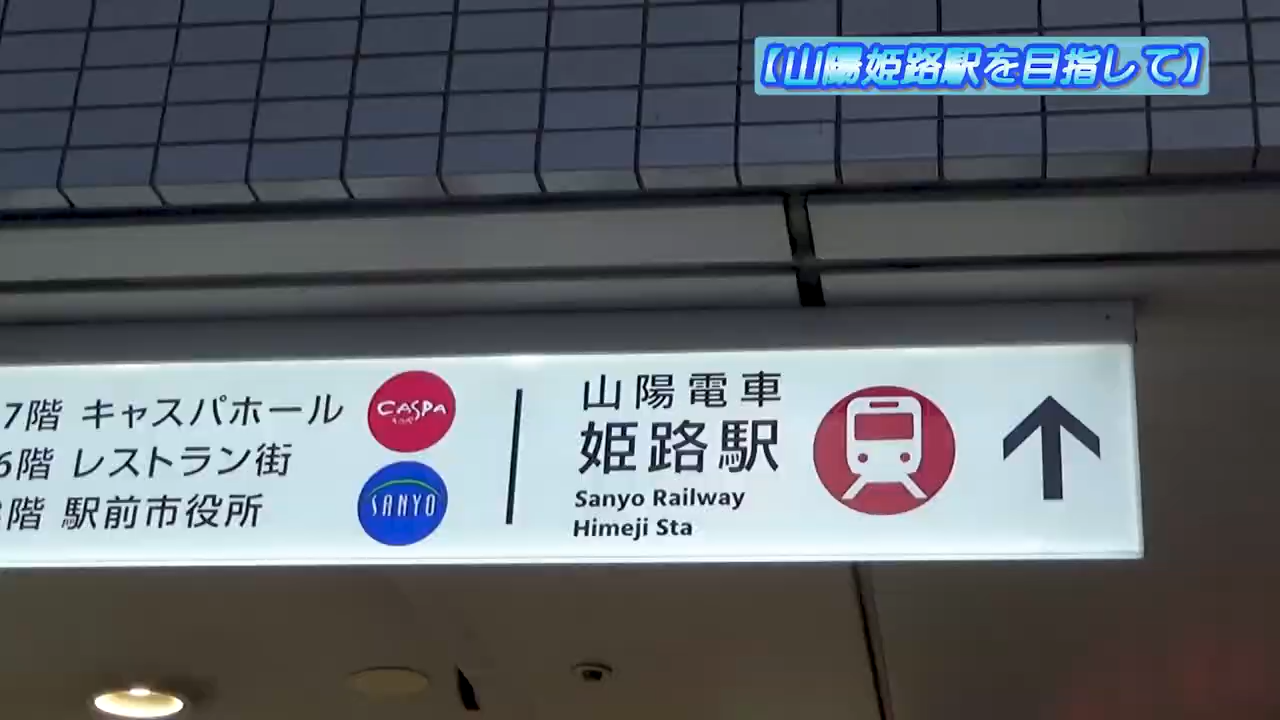 【山陽姫路駅を目指して】
7階 キャスパホール
6階 レストラン街
階 駅前市役所
CASPA
SANYO
山陽電車
姫路駅
Sanyo Railway
Himeji Sta